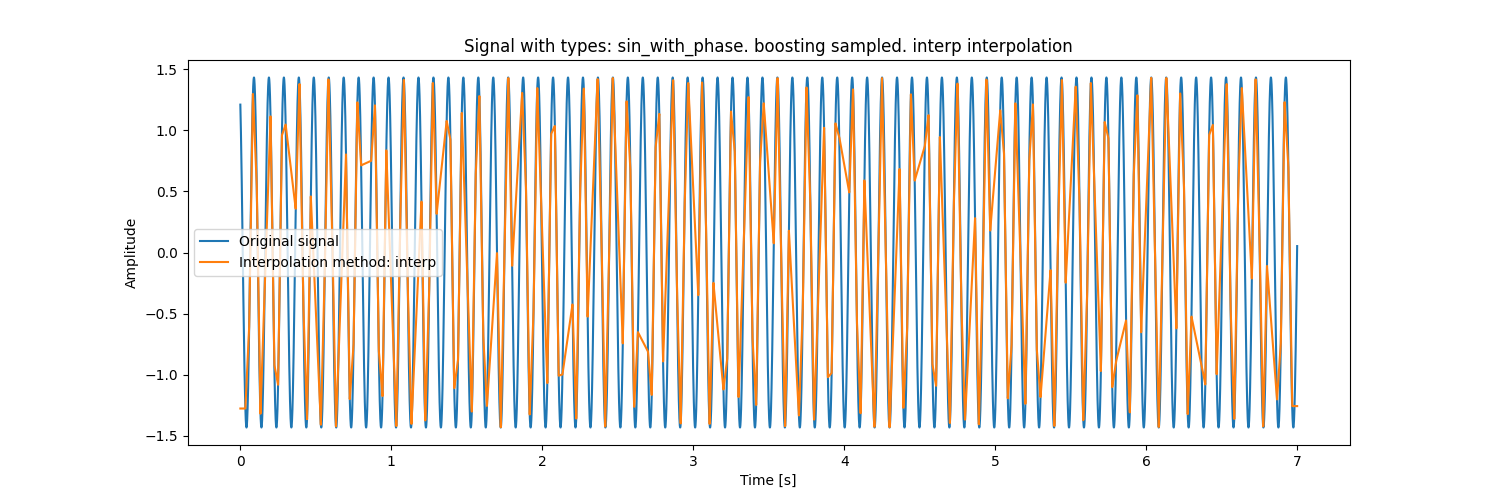 Signal with types: sin_with_phase. boosting sampled. interp interpolation
1.5
1.0
0.5
0.0
−0.5
−1.0
−1.5
Amplitude
Original signal
Interpolation method: interp
0 1 2 3 4 5 6 7
Time [s]